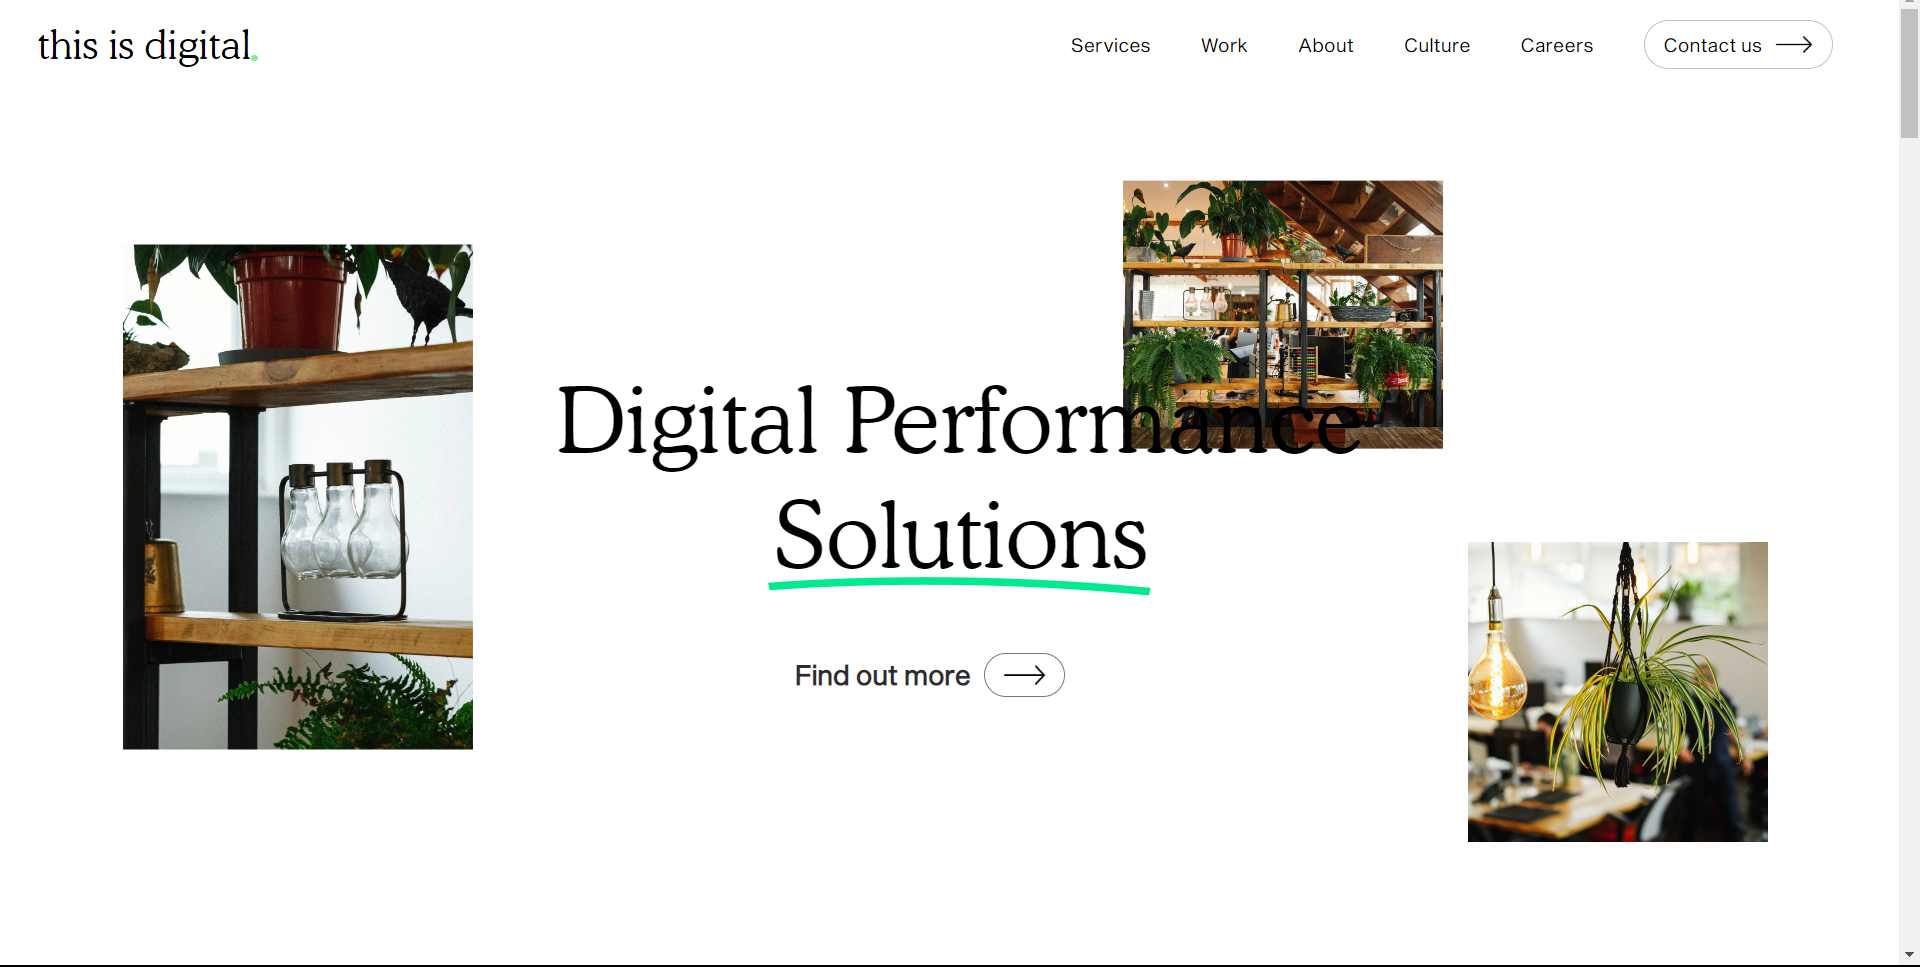 this is digital.
Services
Work
About
Culture
Careers
Contact us
Digital Performance
Solutions
Find out more